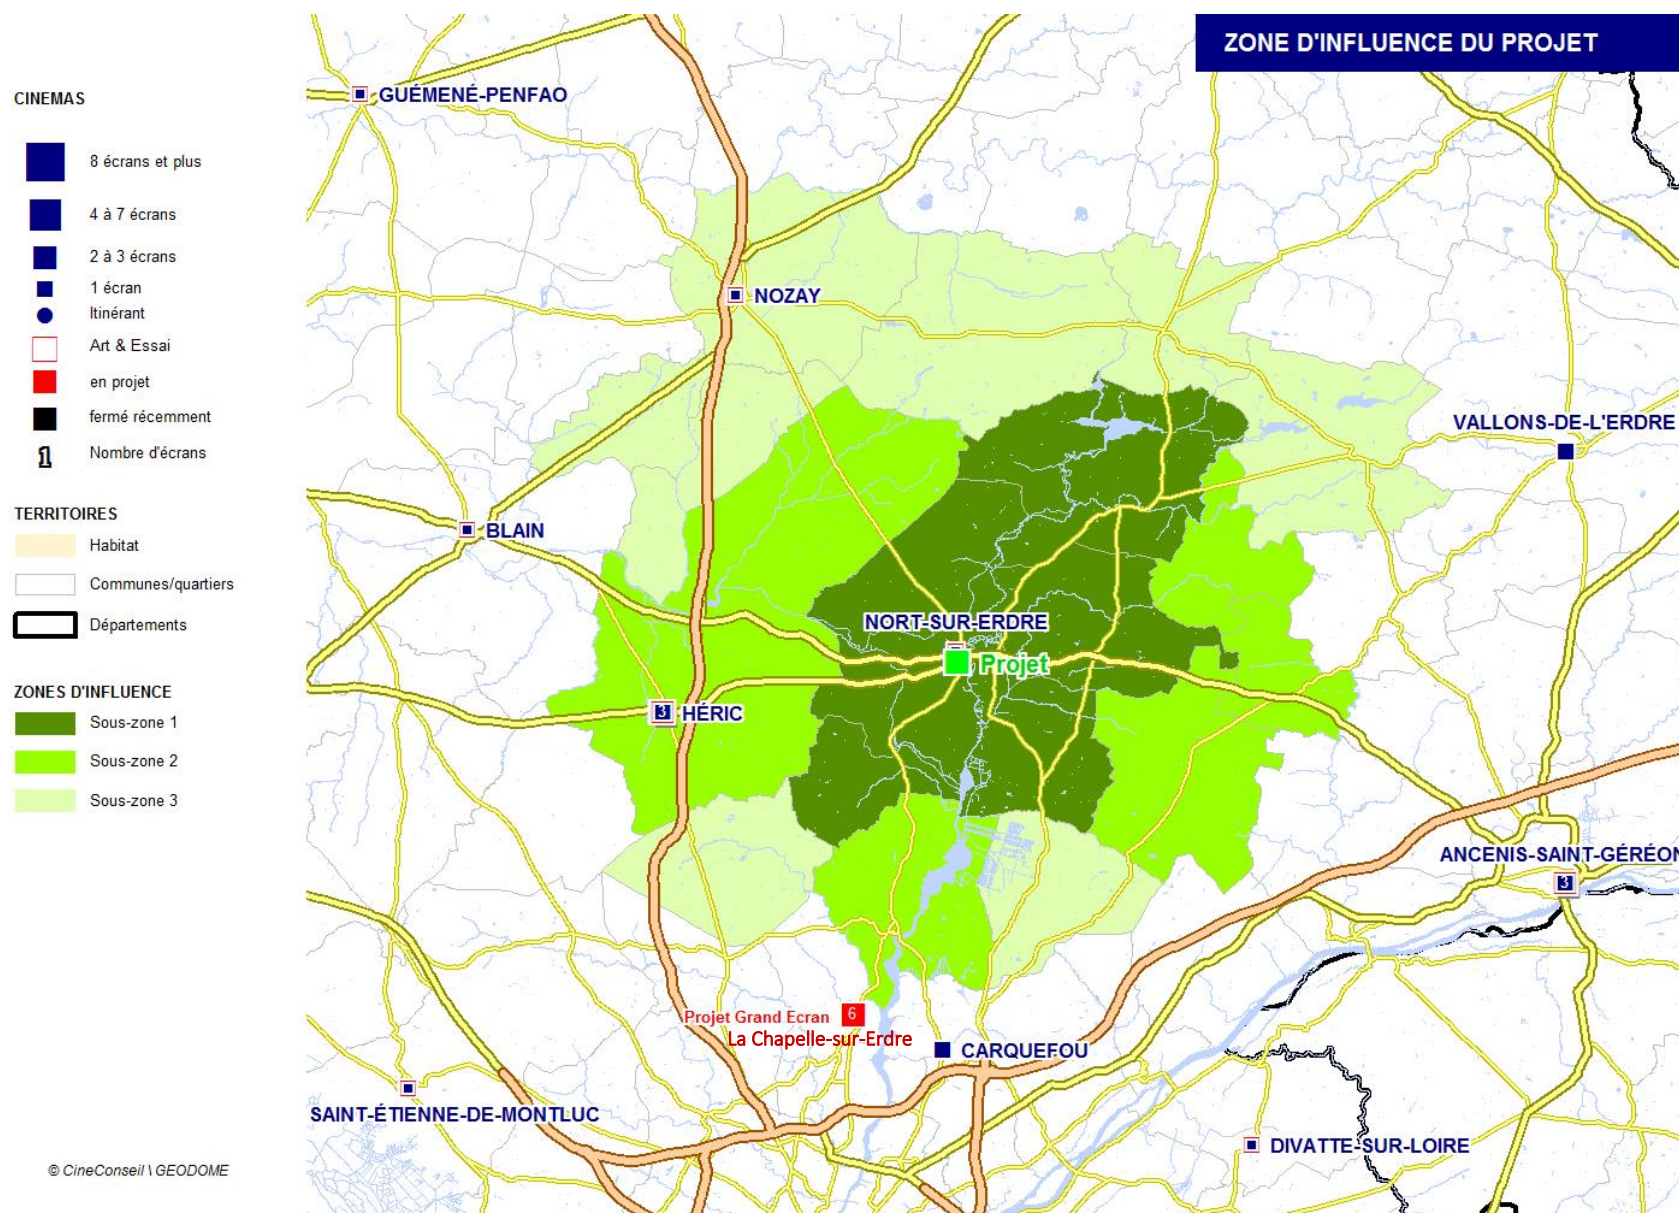 ZONE D'INFLUENCE DU PROJET
CINEMAS
8 écrans et plus
4 à 7 écrans
2 à 3 écrans
1 écran
Itinérant
Art & Essai
en projet
fermé récemment
1 Nombre d'écrans
TERRITOIRES
Habitat
Communes/quartiers
Départements
ZONES D'INFLUENCE
Sous-zone 1
Sous-zone 2
Sous-zone 3
© CineConseil \ GEODOME
GUÉMENÉ-PENFAO
NOZAY
VALLONS-DE-L'ERDRE
BLAIN
NORT-SUR-ERDRE
Projet
3 HÉRIC
ANCENIS-SAINT-GÉRÉON
3
Projet Grand Ecran 6
La Chapelle-sur-Erdre
CARQUEFOU
SAINT-ÉTIENNE-DE-MONTLUC
DIVATTE-SUR-LOIRE